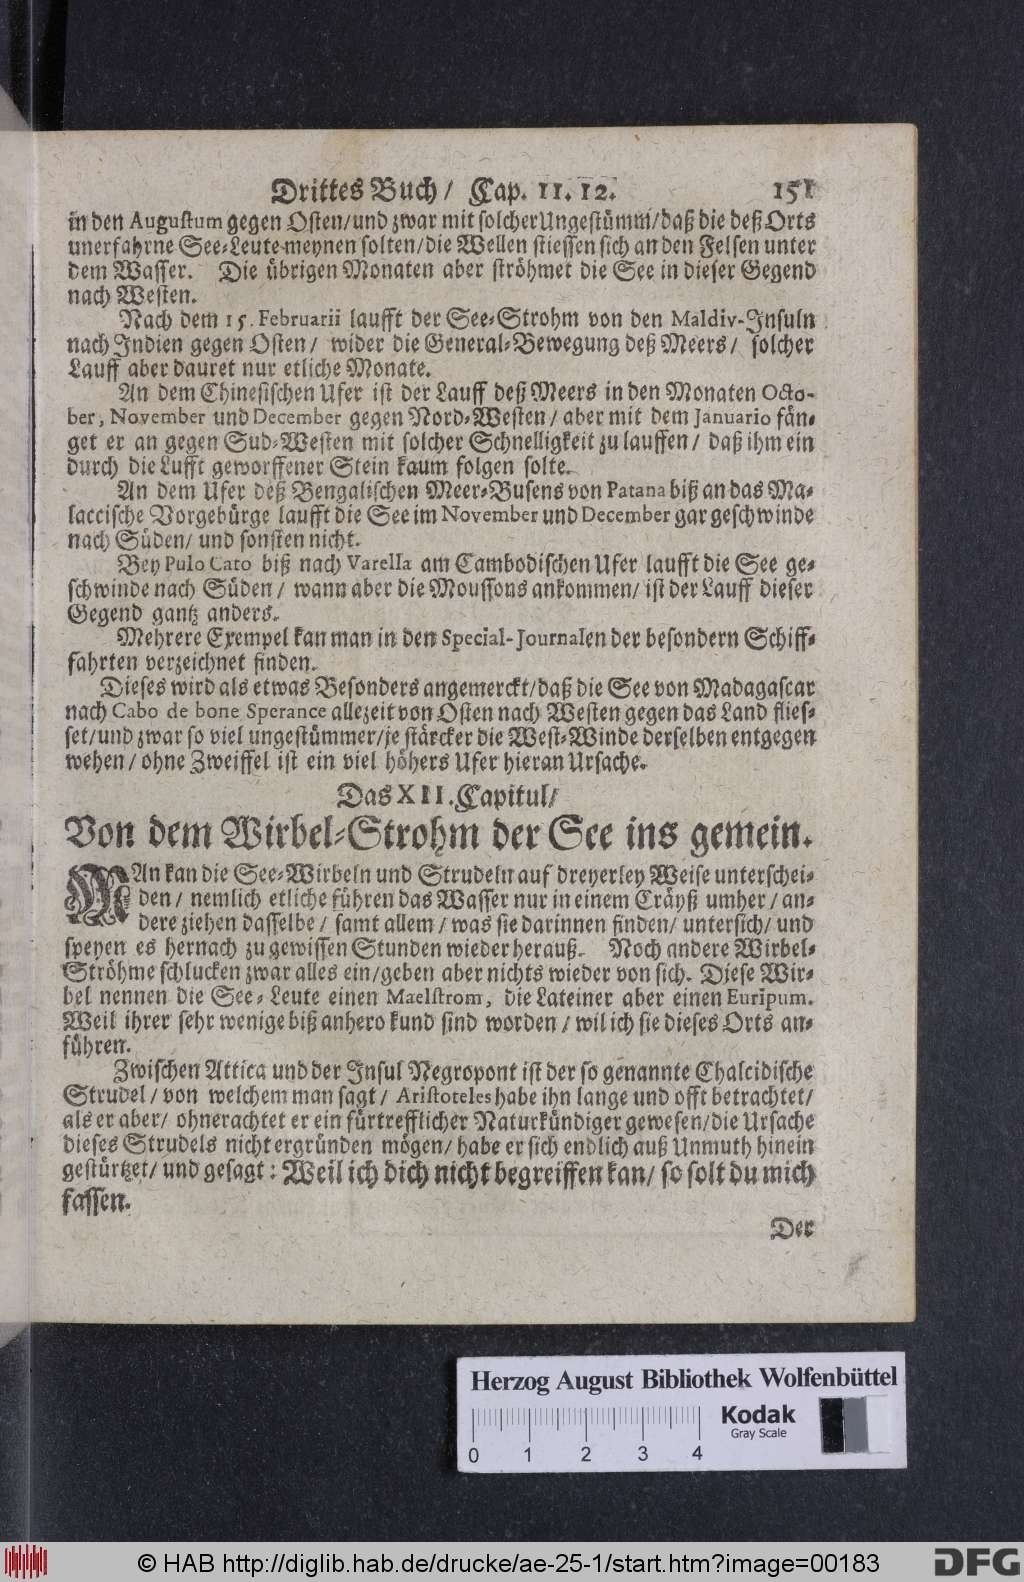 Drittes Buch/ Cap. 11. 12. 151
in den Augustum gegen Osten/und zwar mit solcher Ungestümm/daß die deß Orts
unerfahrne See-Leute meynen solten/die Wellen stiessen sich an den Felsen unter
dem Wasser. Die übrigen Monaten aber ströhmet die See in dieser Gegend
nach Westen.
Nach dem 15. Februarii laufft der See-Strohm von den Maldiv-Insuln
nach Indien gegen Osten/ wider die General-Bewegung deß Meers/ solcher
Lauff aber dauret nur etliche Monate.
An dem Chinesischen Ufer ist der Lauff deß Meers in den Monaten Octo-
ber, November und December gegen Nord-Westen/ aber mit dem Januario fän-
get er an gegen Sud-Westen mit solcher Schnelligkeit zu lauffen/ daß ihm ein
durch die Lufft geworffener Stein kaum folgen solte.
An dem Ufer deß Bengalischen Meer-Busens von Patana biß an das Ma-
laccische Vorgebürge laufft die See im November und December gar geschwinde
nach Süden/ und sonsten nicht.
Bey Pulo Cato biß nach Varella am Cambodischen Ufer laufft die See ge-
schwinde nach Süden/ wann aber die Moussons ankommen/ ist der Lauff dieser
Gegend gantz anders.
Mehrere Exempel kan man in den Special-Journalen der besondern Schiff-
fahrten verzeichnet finden.
Dieses wird als etwas Besonders angemerckt/daß die See von Madagascar
nach Cabo de bone Sperance allezeit von Osten nach Westen gegen das Land flies-
set/und zwar so viel ungestümmer/je stärcker die West-Winde derselben entgegen
wehen/ ohne Zweiffel ist ein viel höhers Ufer hieran Ursache.
Das XII. Capitul/
Von dem Wirbel-Strohm der See ins gemein.
MAn kan die See-Wirbeln und Strudeln auf dreyerley Weise unterschei-
den/ nemlich etliche führen das Wasser nur in einem Cräyß umher/ an-
dere ziehen dasselbe/ samt allem/ was sie darinnen finden/ untersich/ und
speyen es hernach zu gewissen Stunden wieder herauß. Noch andere Wirbel-
Ströhme schlucken zwar alles ein/geben aber nichts wieder von sich. Diese Wir-
bel nennen die See-Leute einen Maelstrom, die Lateiner aber einen Euripum.
Weil ihrer sehr wenige biß anhero kund sind worden/ wil ich sie dieses Orts an-
führen.
Zwischen Attica und der Insul Negropont ist der so genannte Chalcidische
Strudel/ von welchem man sagt/ Aristoteles habe ihn lange und offt betrachtet/
als er aber/ ohnerachtet er ein fürtrefflicher Naturkündiger gewesen/die Ursache
dieses Strudels nicht ergründen mögen/ habe er sich endlich auß Unmuth hinein
gestürtzet/ und gesagt: Weil ich dich nicht begreiffen kan/ so solt du mich
fassen.
Der
Herzog August Bibliothek Wolfenbüttel
Kodak
Gray Scale
0 1 2 3 4
© HAB http://diglib.hab.de/drucke/ae-25-1/start.htm?image=00183
DFG